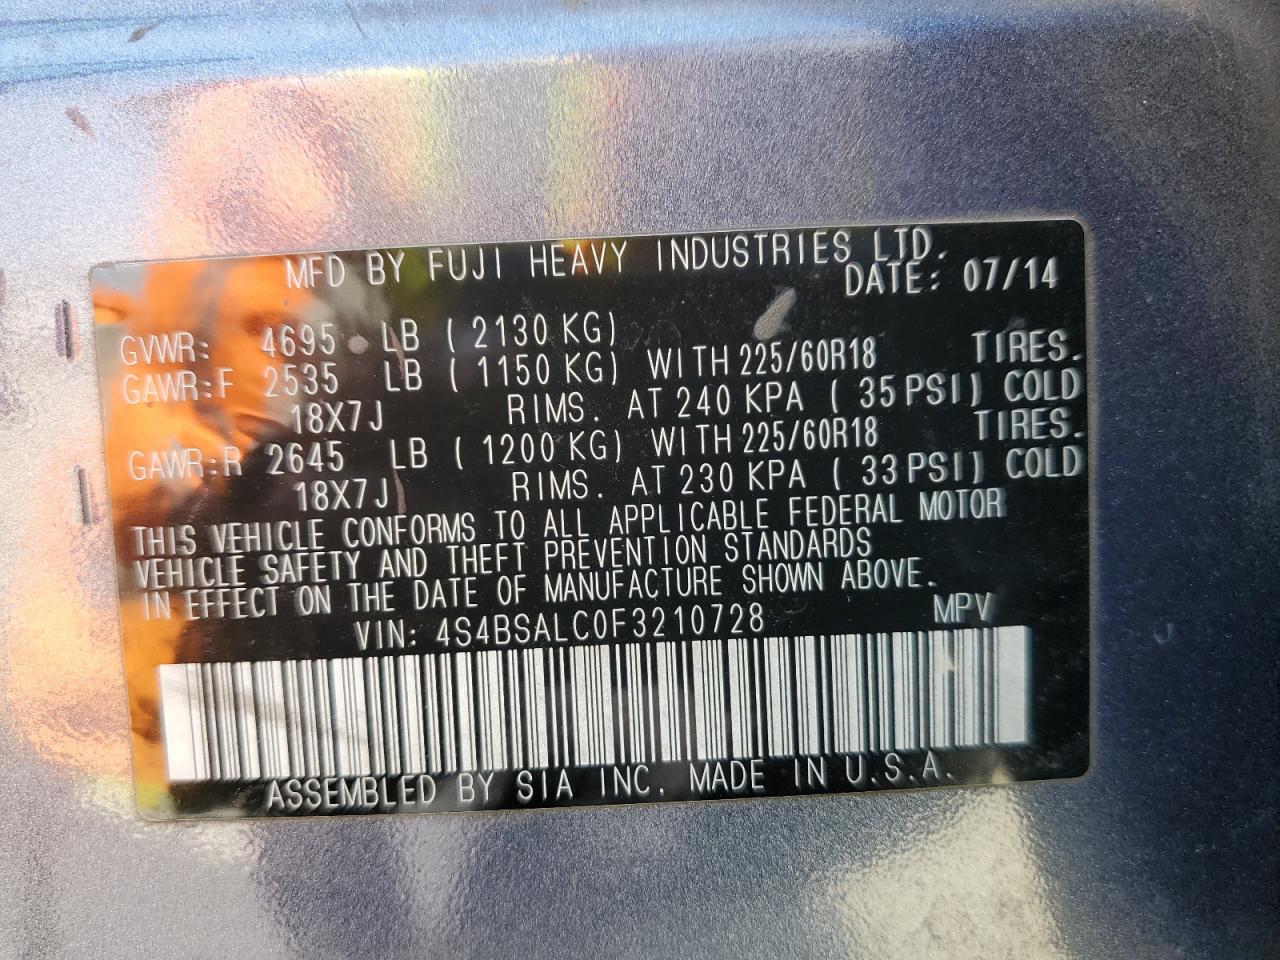 MFD BY FUJI HEAVY INDUSTRIES LTD.
DATE: 07/14
GVWR: 4695 LB ( 2130 KG)
GAWR:F 2535 LB ( 1150 KG) WITH 225/60R18 TIRES.
18X7J RIMS. AT 240 KPA ( 35 PSI) COLD
GAWR:R 2645 LB ( 1200 KG) WITH 225/60R18 TIRES.
18X7J RIMS. AT 230 KPA ( 33 PSI) COLD
THIS VEHICLE CONFORMS TO ALL APPLICABLE FEDERAL MOTOR
VEHICLE SAFETY AND THEFT PREVENTION STANDARDS
IN EFFECT ON THE DATE OF MANUFACTURE SHOWN ABOVE.
VIN: 4S4BSALC0F3210728 MPV
ASSEMBLED BY SIA INC. MADE IN U.S.A.